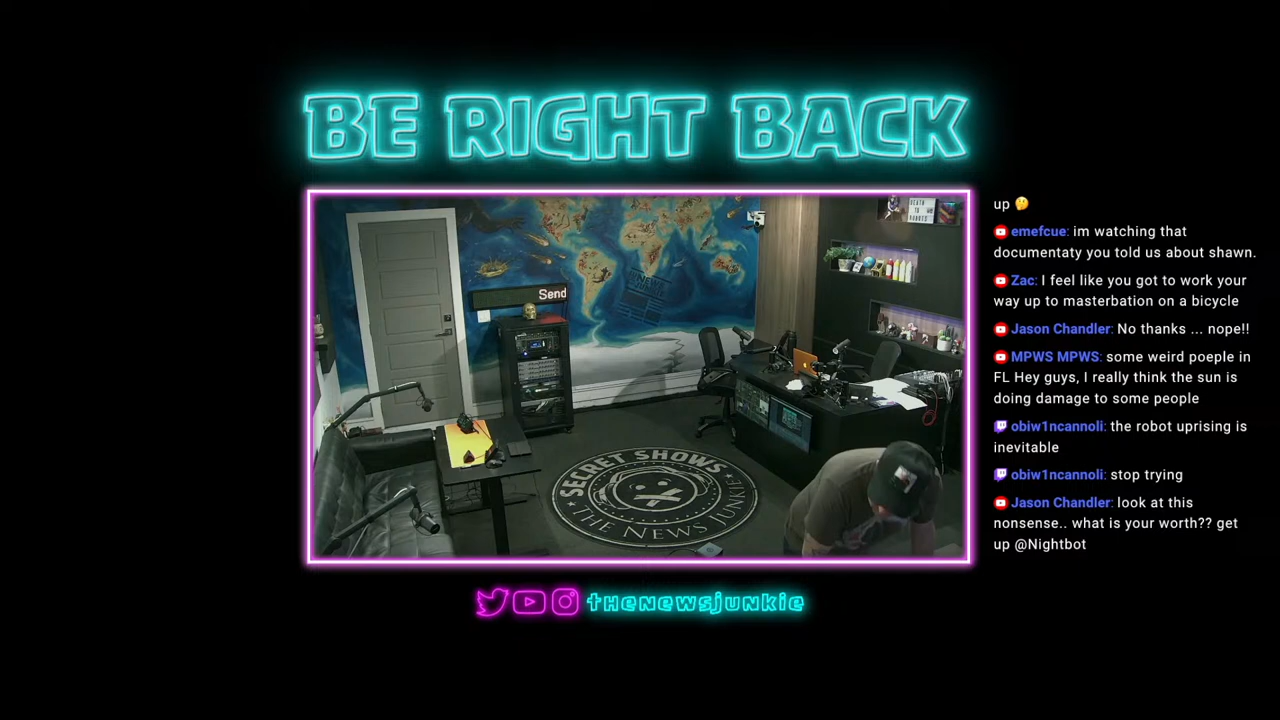 BE RIGHT BACK
DEATH
TO
ROBOTS
Send
SECRET SHOWS
THE NEWS JUNKIE
thenewsjunkie
up 🤔
emefcue: im watching that
documentaty you told us about shawn.
Zac: I feel like you got to work your
way up to masterbation on a bicycle
Jason Chandler: No thanks ... nope!!
MPWS MPWS: some weird poeple in
FL Hey guys, I really think the sun is
doing damage to some people
obiw1ncannoli: the robot uprising is
inevitable
obiw1ncannoli: stop trying
Jason Chandler: look at this
nonsense.. what is your worth?? get
up @Nightbot